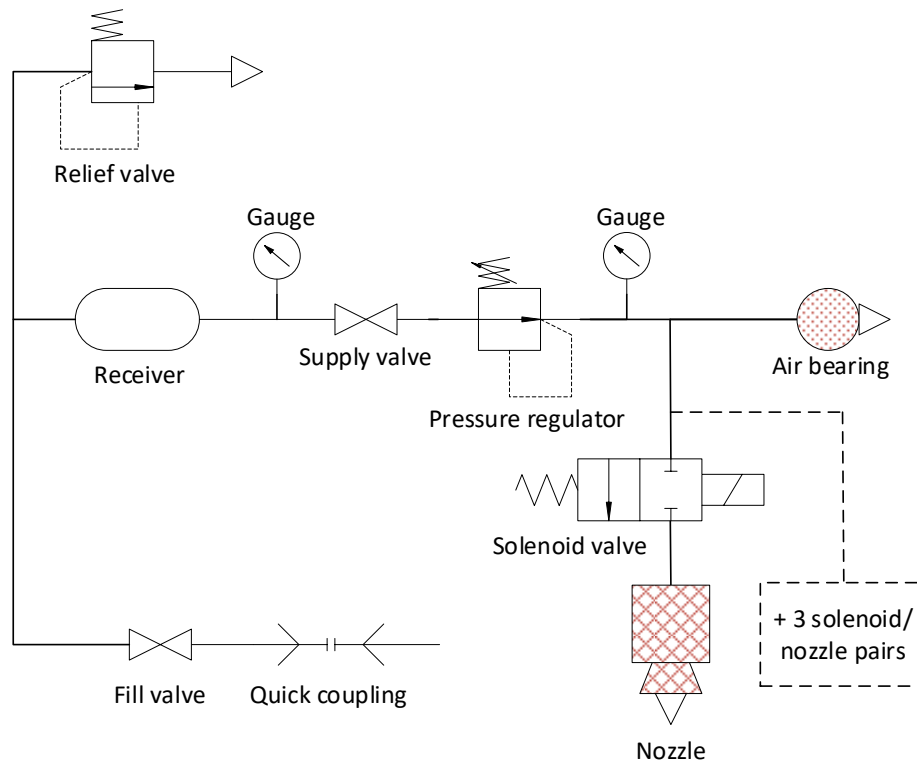 Relief valve
Gauge
Gauge
Receiver
Supply valve
Air bearing
Pressure regulator
Solenoid valve
+ 3 solenoid/
nozzle pairs
Fill valve
Quick coupling
Nozzle